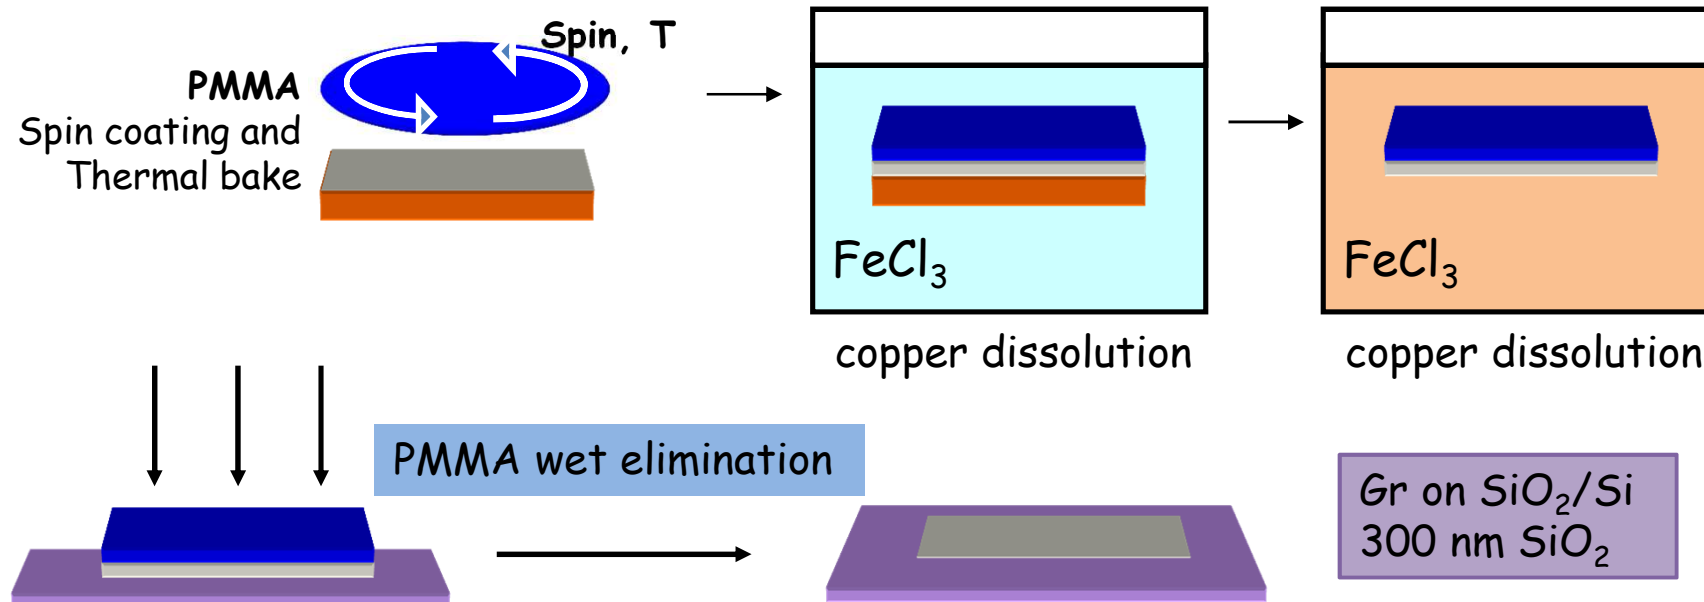 Spin, T
PMMA
Spin coating and
Thermal bake
FeCl₃
copper dissolution
FeCl₃
copper dissolution
PMMA wet elimination
Gr on SiO₂/Si
300 nm SiO₂